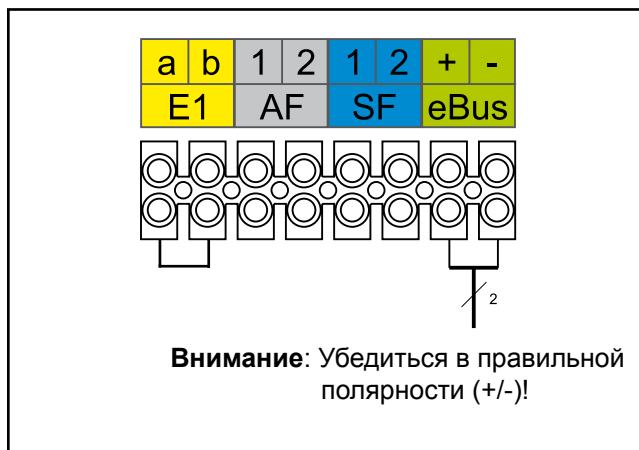 a b 1 2 1 2 + -
E1 AF SF eBus
2
Внимание: Убедиться в правильной
полярности (+/-)!